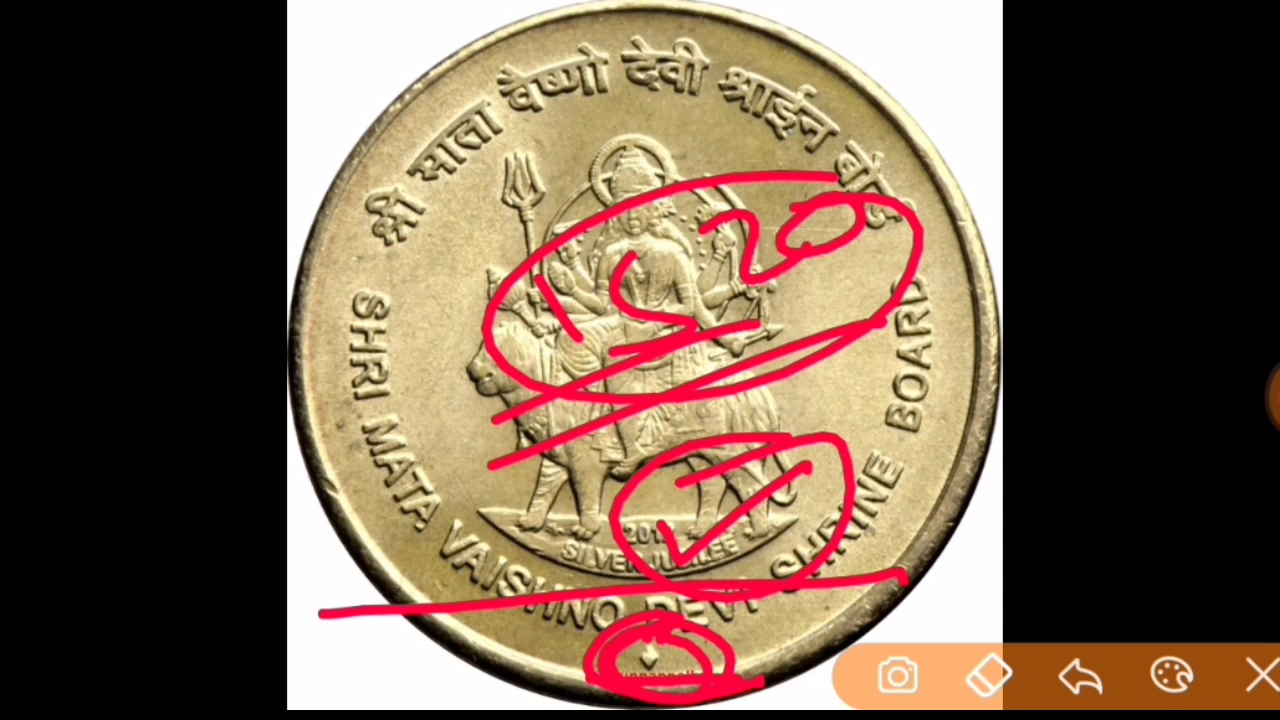 श्री माता वैष्णो देवी श्राईन बोर्ड
SHRI MATA VAISHNO DEVI SHRINE BOARD
SILVER JUBILEE